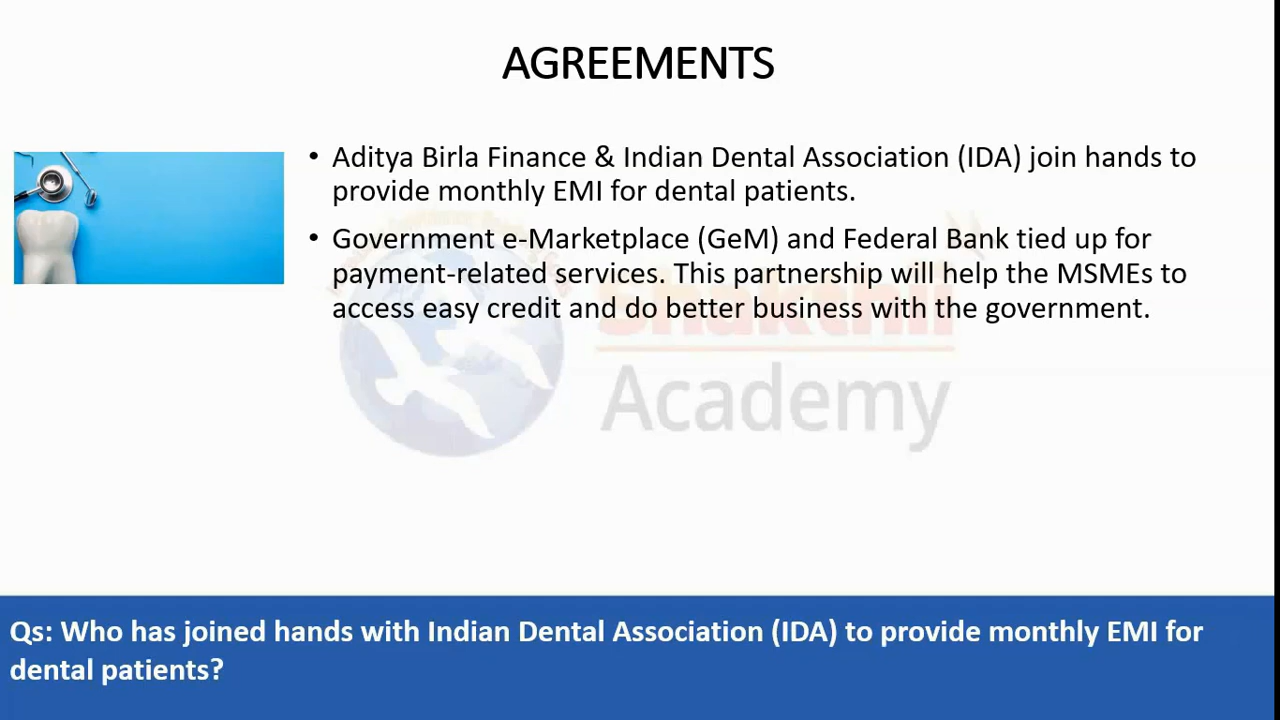 AGREEMENTS
• Aditya Birla Finance & Indian Dental Association (IDA) join hands to
provide monthly EMI for dental patients.
• Government e-Marketplace (GeM) and Federal Bank tied up for
payment-related services. This partnership will help the MSMEs to
access easy credit and do better business with the government.
Shakthii
Academy
Qs: Who has joined hands with Indian Dental Association (IDA) to provide monthly EMI for
dental patients?